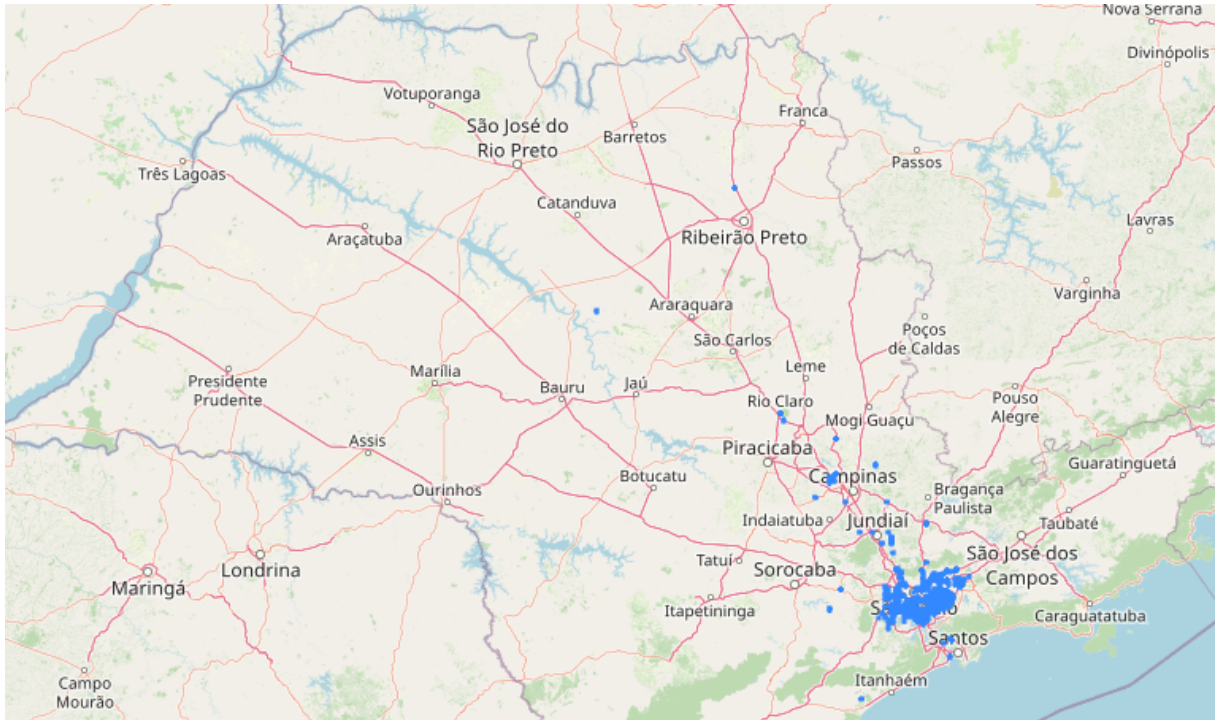 Nova Serrana
Divinópolis
Votuporanga
Franca
São José do
Rio Preto
Barretos
Passos
Três Lagoas
Catanduva
Lavras
Araçatuba
Ribeirão Preto
Varginha
Araraquara
Poços
de Caldas
São Carlos
Leme
Marília
Presidente
Prudente
Bauru
Jaú
Rio Claro
Pouso
Alegre
Mogi Guaçu
Assis
Piracicaba
Guaratinguetá
Botucatu
Campinas
Ourinhos
Bragança
Paulista
Indaiatuba
Jundiaí
Taubaté
São José dos
Campos
Tatuí
Londrina
Sorocaba
Maringá
Itapetininga
Caraguatatuba
Santos
Itanhaém
Campo
Mourão